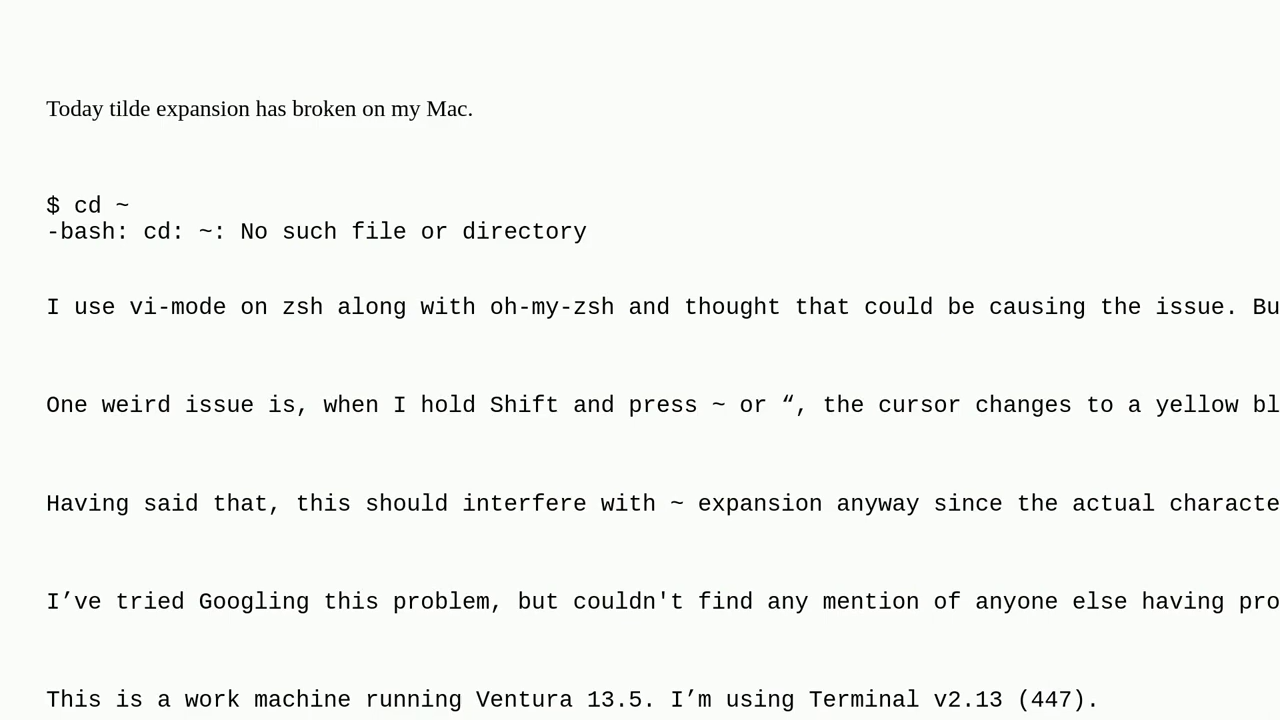 Today tilde expansion has broken on my Mac.
$ cd ~
-bash: cd: ~: No such file or directory
I use vi-mode on zsh along with oh-my-zsh and thought that could be causing the issue. Bu
One weird issue is, when I hold Shift and press ~ or “, the cursor changes to a yellow bl
Having said that, this should interfere with ~ expansion anyway since the actual characte
I’ve tried Googling this problem, but couldn't find any mention of anyone else having pro
This is a work machine running Ventura 13.5. I’m using Terminal v2.13 (447).